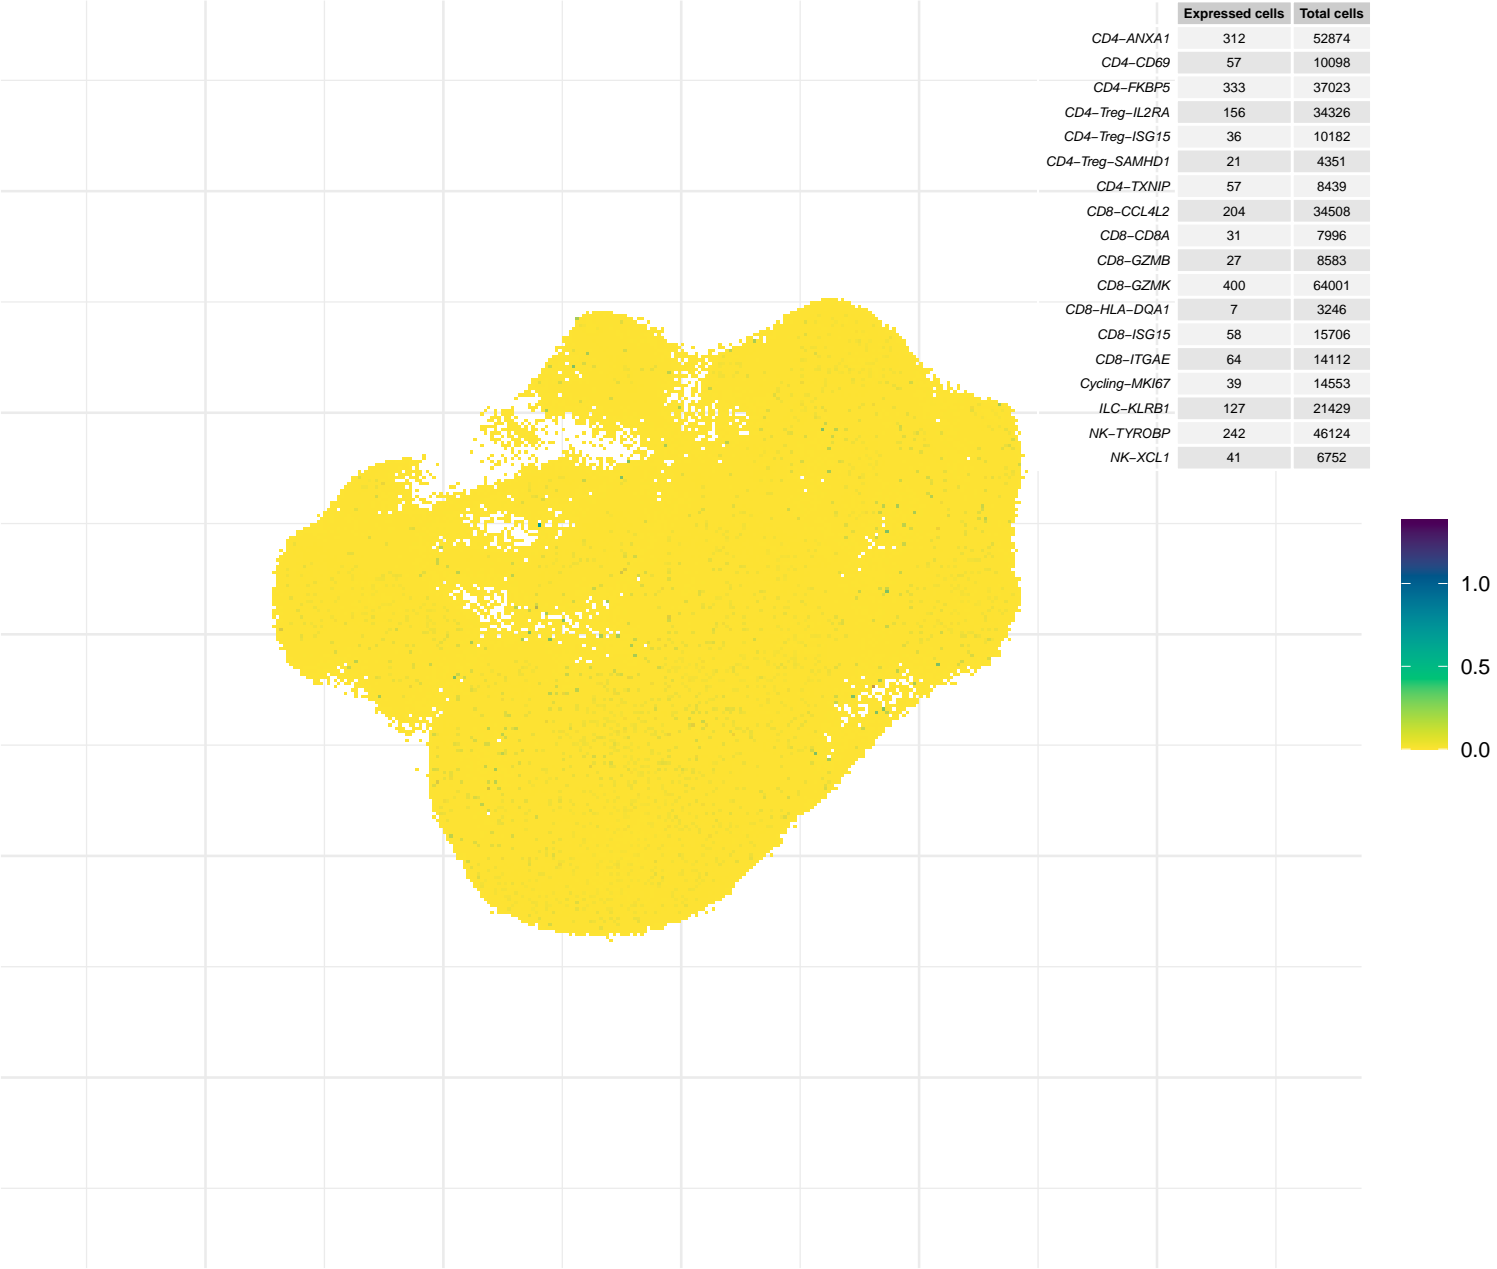 Expressed cells Total cells
CD4−ANXA1 312 52874
CD4−CD69 57 10098
CD4−FKBP5 333 37023
CD4−Treg−IL2RA 156 34326
CD4−Treg−ISG15 36 10182
CD4−Treg−SAMHD1 21 4351
CD4−TXNIP 57 8439
CD8−CCL4L2 204 34508
CD8−CD8A 31 7996
CD8−GZMB 27 8583
CD8−GZMK 400 64001
CD8−HLA−DQA1 7 3246
CD8−ISG15 58 15706
CD8−ITGAE 64 14112
Cycling−MKI67 39 14553
ILC−KLRB1 127 21429
NK−TYROBP 242 46124
NK−XCL1 41 6752
1.0
0.5
0.0